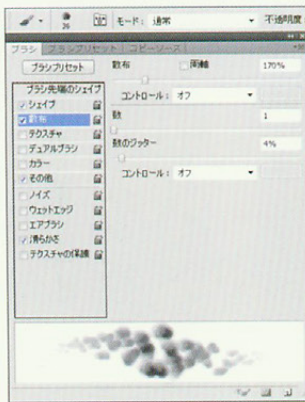 26 モード: 通常 不透明度
ブラシ ブラシプリセット コピーソース
ブラシプリセット
散布 両軸 170%
コントロール: オフ
数 1
数のジッター 4%
コントロール: オフ
ブラシ先端のシェイプ
シェイプ
散布
テクスチャ
デュアルブラシ
カラー
その他
ノイズ
ウェットエッジ
エアブラシ
滑らかさ
テクスチャの保護